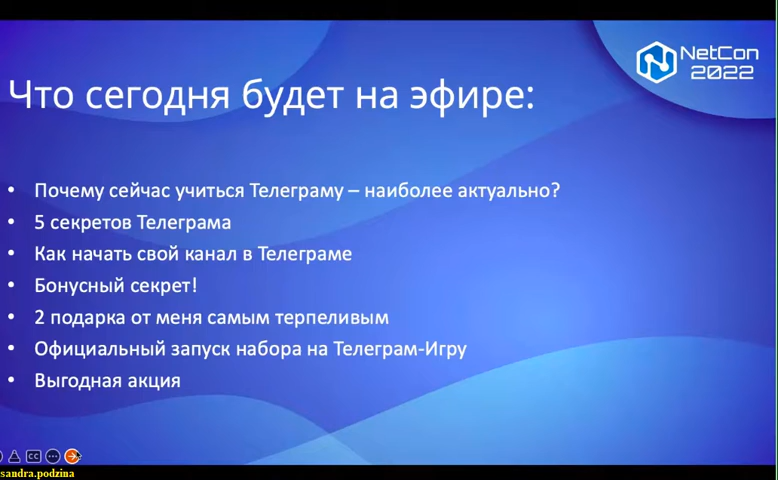 NetCon
2022
Что сегодня будет на эфире:
• Почему сейчас учиться Телеграму – наиболее актуально?
• 5 секретов Телеграма
• Как начать свой канал в Телеграме
• Бонусный секрет!
• 2 подарка от меня самым терпеливым
• Официальный запуск набора на Телеграм-Игру
• Выгодная акция
CC
sandra.podzina